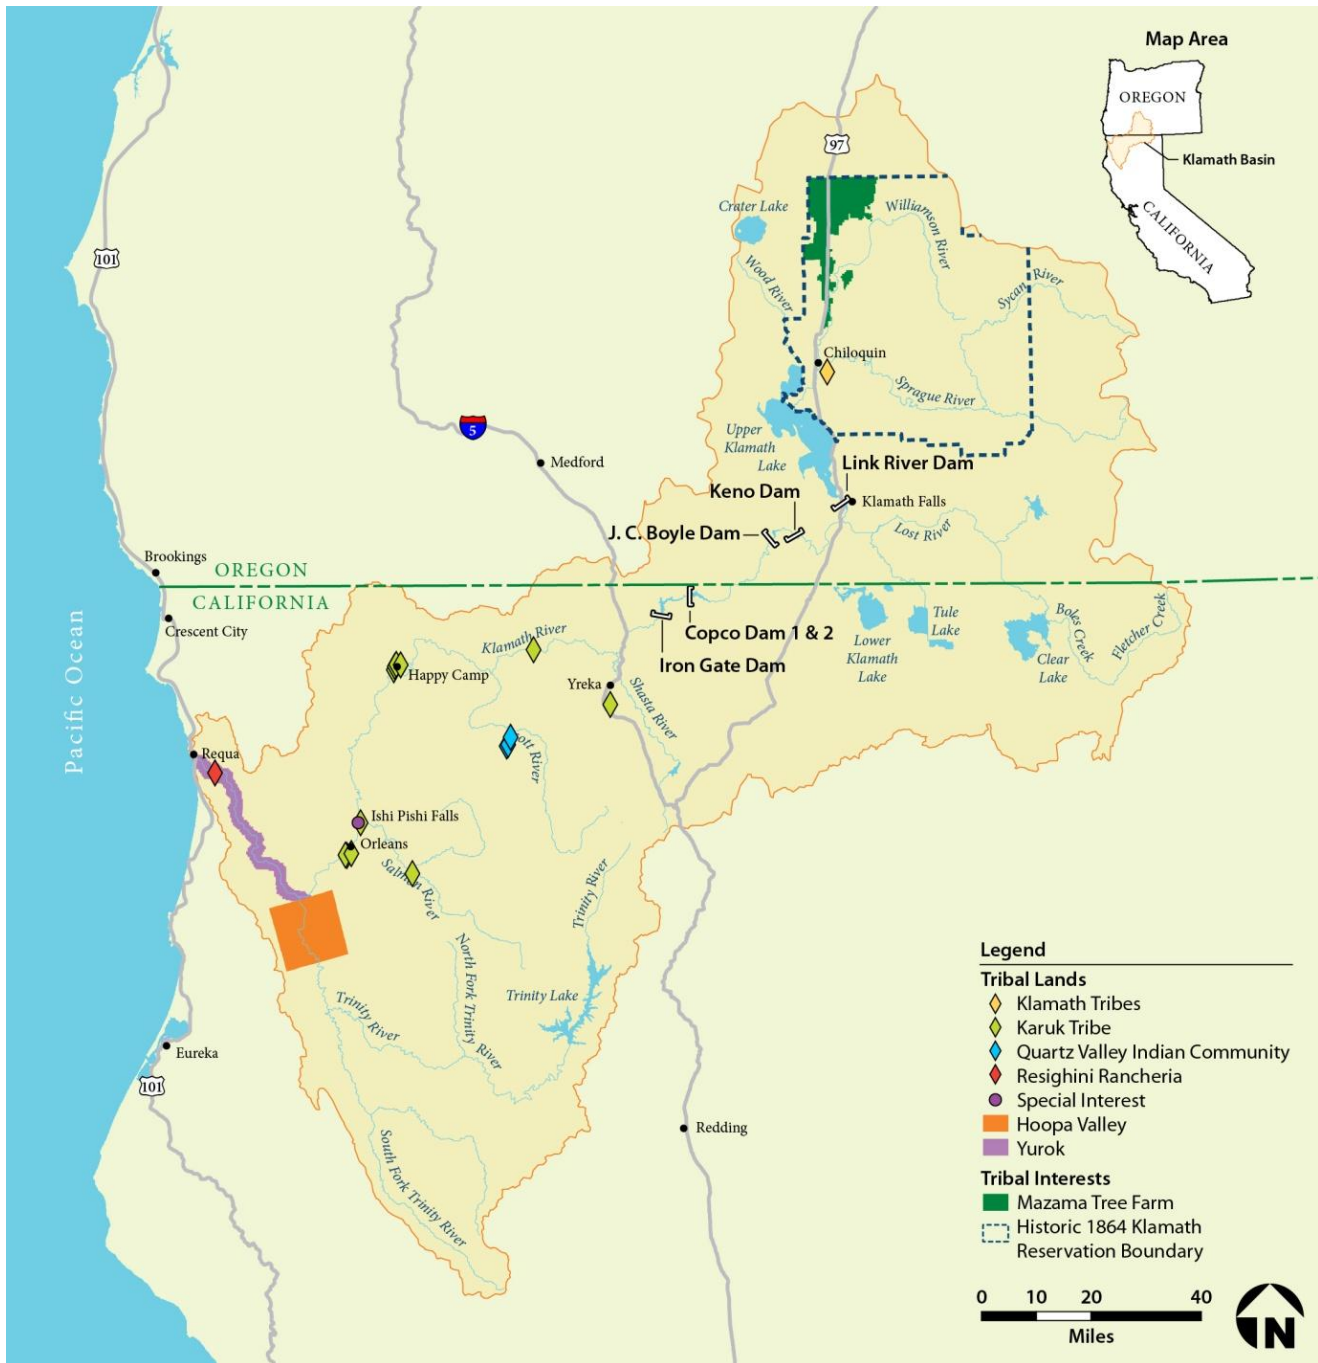 Map Area
OREGON
Klamath Basin
CALIFORNIA
97
Crater Lake
Williamson River
Wood River
Sycan River
101
Chiloquin
Sprague River
5
Upper
Klamath
Lake
Medford
Link River Dam
Keno Dam
Klamath Falls
J. C. Boyle Dam
Lost River
Brookings
OREGON
CALIFORNIA
Crescent City
Pacific Ocean
Klamath River
Copco Dam 1 & 2
Iron Gate Dam
Lower
Klamath
Lake
Tule
Lake
Clear
Lake
Boles Creek
Fletcher Creek
Happy Camp
Yreka
Shasta River
ott River
Requa
Ishi Pishi Falls
Orleans
Salmon River
Trinity River
North Fork Trinity River
Trinity Lake
Trinity River
Eureka
101
South Fork Trinity River
Redding
Legend
Tribal Lands
Klamath Tribes
Karuk Tribe
Quartz Valley Indian Community
Resighini Rancheria
Special Interest
Hoopa Valley
Yurok
Tribal Interests
Mazama Tree Farm
Historic 1864 Klamath
Reservation Boundary
0 10 20 40
Miles
N